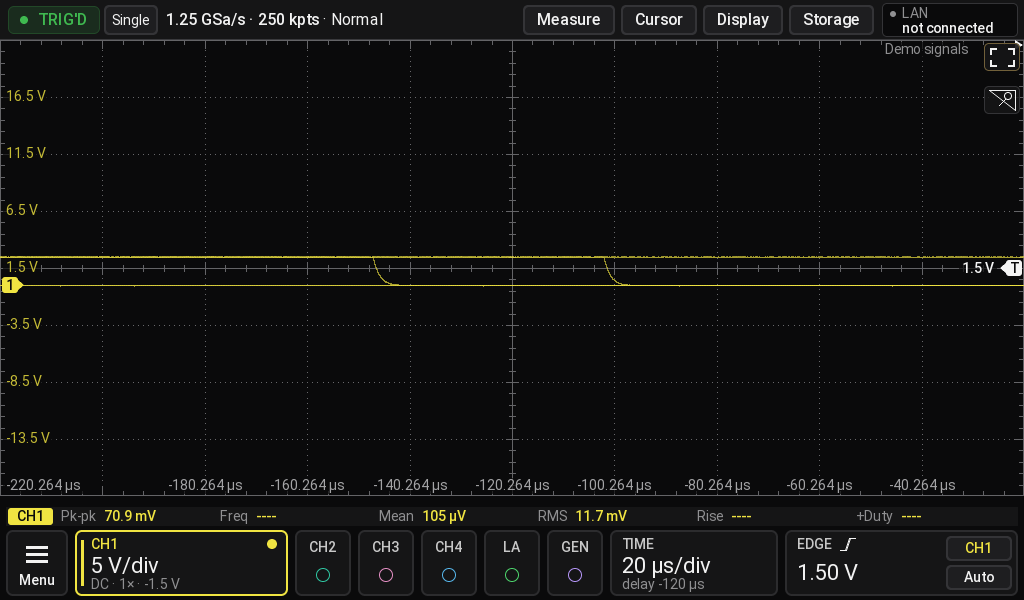 TRIG'D Single 1.25 GSa/s · 250 kpts · Normal Measure Cursor Display Storage LAN
not connected
Demo signals
16.5 V
11.5 V
6.5 V
1.5 V 1.5 V T
1
-3.5 V
-8.5 V
-13.5 V
-220.264 µs -180.264 µs -160.264 µs -140.264 µs -120.264 µs -100.264 µs -80.264 µs -60.264 µs -40.264 µs
CH1 Pk-pk 70.9 mV Freq ---- Mean 105 µV RMS 11.7 mV Rise ---- +Duty ----
Menu
CH1
5 V/div
DC · 1× · -1.5 V
CH2 CH3 CH4 LA GEN
TIME
20 µs/div
delay -120 µs
EDGE CH1
1.50 V Auto